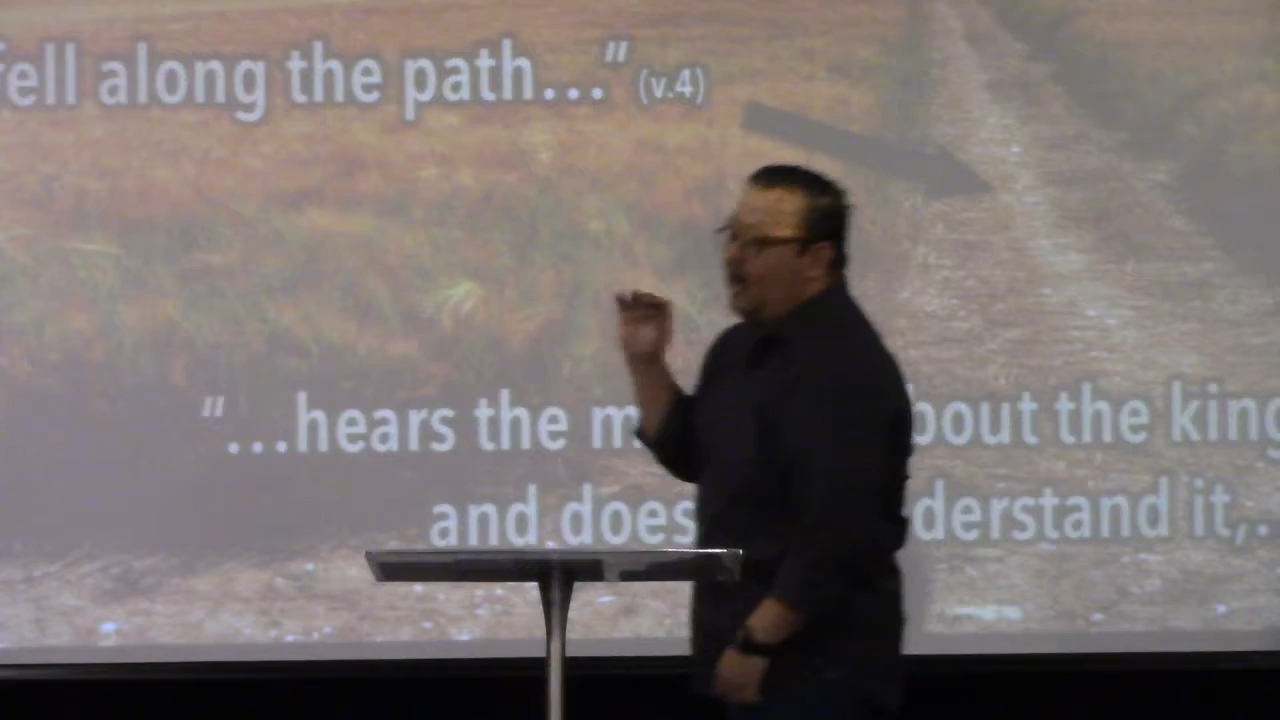 fell along the path..." (v.4)
"...hears the m bout the king
and does derstand it,.